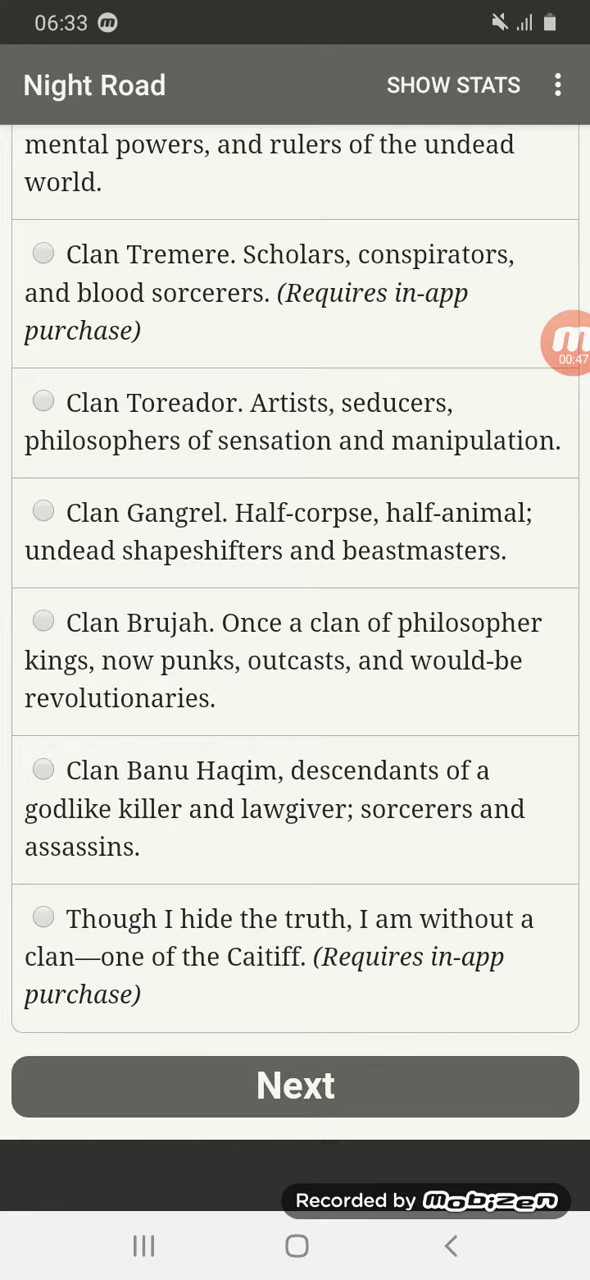 06:33
Night Road
SHOW STATS
mental powers, and rulers of the undead
world.
Clan Tremere. Scholars, conspirators,
and blood sorcerers. (Requires in-app
purchase)
00:47
Clan Toreador. Artists, seducers,
philosophers of sensation and manipulation.
Clan Gangrel. Half-corpse, half-animal;
undead shapeshifters and beastmasters.
Clan Brujah. Once a clan of philosopher
kings, now punks, outcasts, and would-be
revolutionaries.
Clan Banu Haqim, descendants of a
godlike killer and lawgiver; sorcerers and
assassins.
Though I hide the truth, I am without a
clan—one of the Caitiff. (Requires in-app
purchase)
Next
Recorded by mobizen